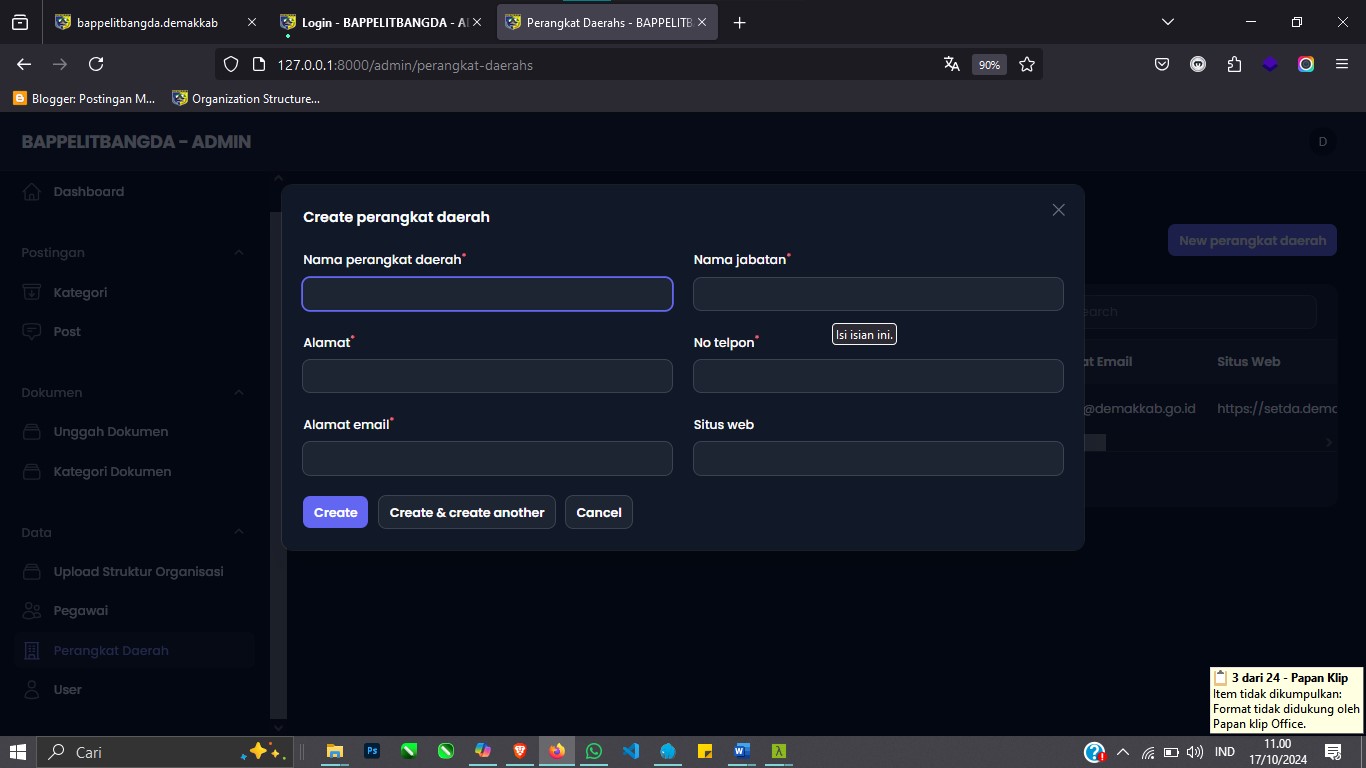 bappelitbangda.demakkab
Login - BAPPELITBANGDA - A
Perangkat Daerahs - BAPPELITB
127.0.0.1:8000/admin/perangkat-daerahs
90%
Blogger: Postingan M...
Organization Structure...
BAPPELITBANGDA - ADMIN
D
Dashboard
Postingan
Kategori
Post
Dokumen
Unggah Dokumen
Kategori Dokumen
Data
Upload Struktur Organisasi
Pegawai
Perangkat Daerah
User
New perangkat daerah
earch
at Email
Situs Web
@demakkab.go.id
https://setda.demc
Create perangkat daerah
Nama perangkat daerah*
Nama jabatan*
Isi isian ini.
Alamat*
No telpon*
Alamat email*
Situs web
Create
Create & create another
Cancel
3 dari 24 - Papan Klip
Item tidak dikumpulkan:
Format tidak didukung oleh
Papan klip Office.
Cari
Ps
IND
11.00
17/10/2024